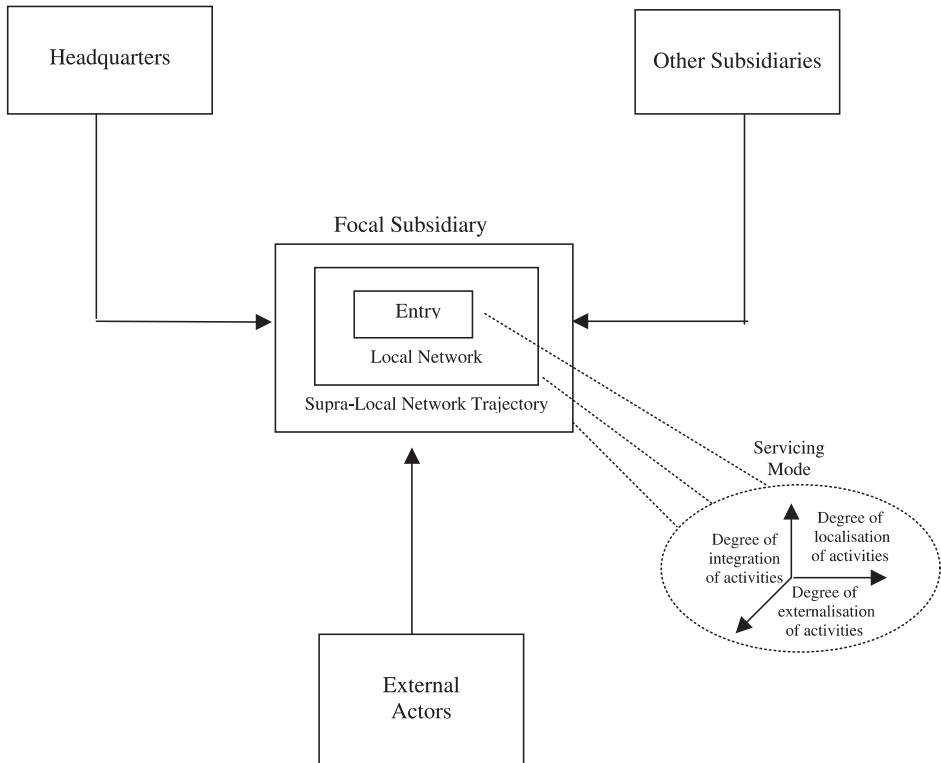 Headquarters
Other Subsidiaries
Focal Subsidiary
Entry
Local Network
Supra-Local Network Trajectory
Servicing
Mode
Degree of
integration
of activities
Degree of
localisation
of activities
Degree of
externalisation
of activities
External
Actors